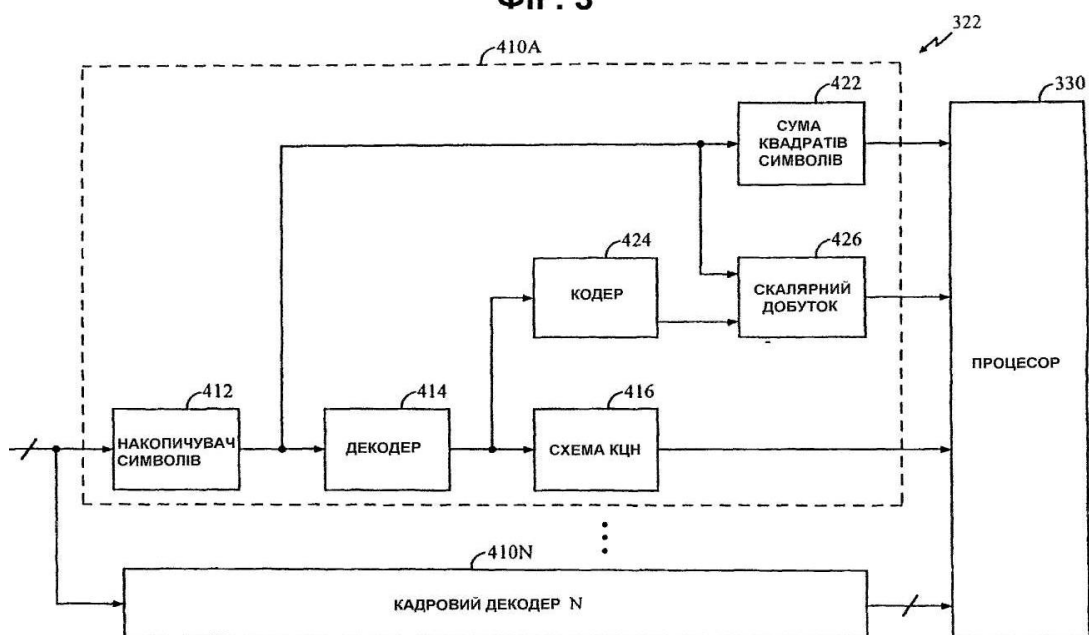 ФІГ. 3
322
410A
422
330
СУМА
КВАДРАТІВ
СИМВОЛІВ
424
426
КОДЕР
СКАЛЯРНИЙ
ДОБУТОК
ПРОЦЕСОР
412
414
416
НАКОПИЧУВАЧ
СИМВОЛІВ
ДЕКОДЕР
СХЕМА КЦН
410N
КАДРОВИЙ ДЕКОДЕР N